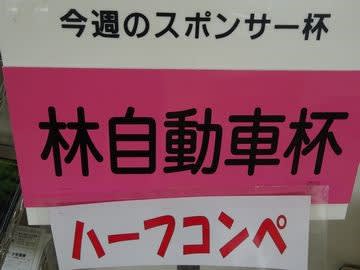 今週のスポンサー杯
林自動車杯
ハーフコンペ